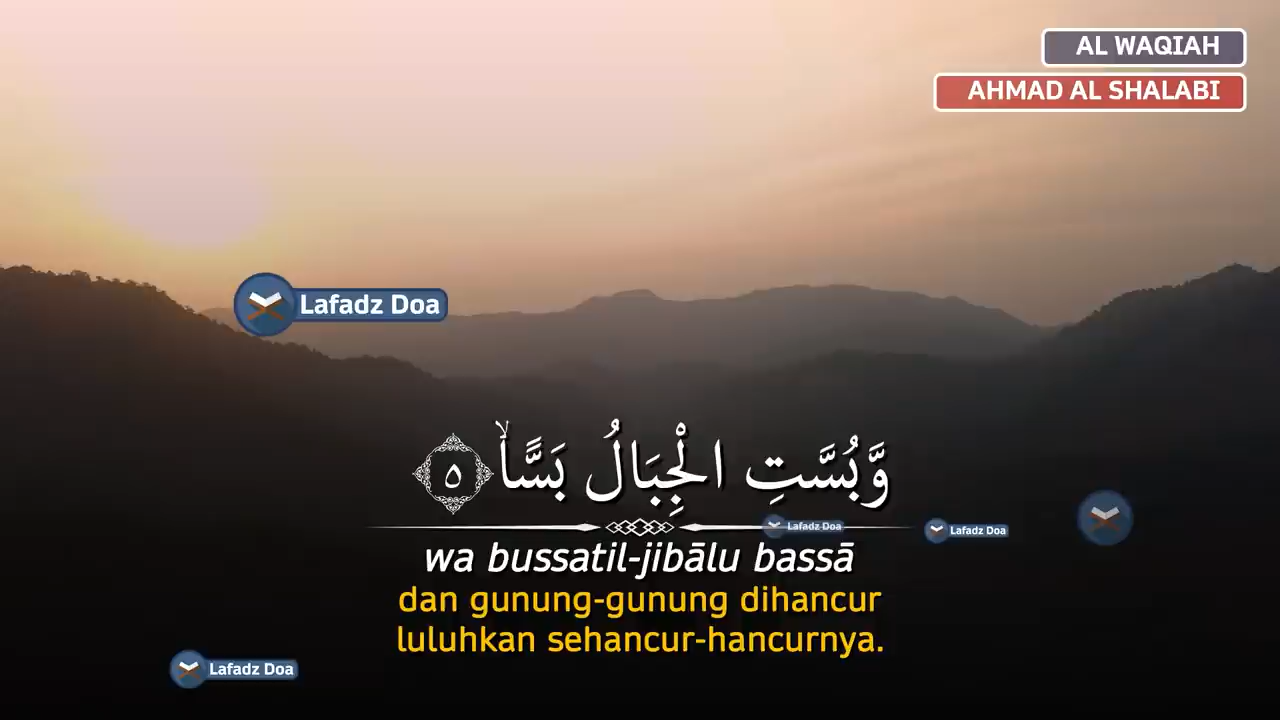 AL WAQIAH
AHMAD AL SHALABI
Lafadz Doa
وَّبُسَّتِ الْجِبَالُ بَسًّاۙ ٥
Lafadz Doa
Lafadz Doa
wa bussatil-jibālu bassā
dan gunung-gunung dihancur
luluhkan sehancur-hancurnya.
Lafadz Doa